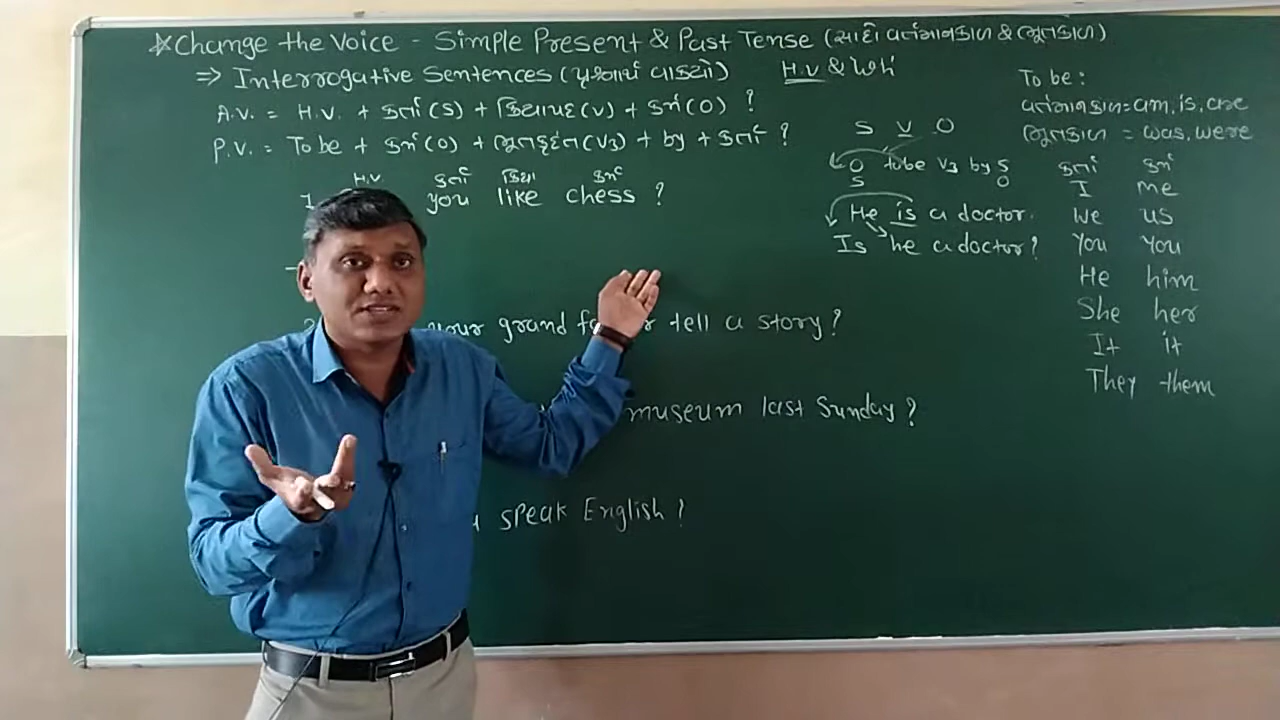 Change the Voice - Simple Present & Past Tense (સાદો વર્તમાનકાળ & ભૂતકાળ)
⇒ Interrogative Sentences (પ્રશ્નાર્થ વાક્યો) H.V & Wh
A.V. = H.V. + કર્તા (S) + ક્રિયાપદ (V) + કર્મ (O) ?
P.V. = To be + કર્મ (O) + ભૂતકૃદંત (V3) + by + કર્તા ?
H.V. કર્તા ક્રિયા કર્મ
1 you like chess ?
your grand tell a story ?
museum last Sunday ?
speak English ?
S V O
O tobe V3 by S
S O
He is a doctor.
Is he a doctor ?
To be :
વર્તમાનકાળ = am, is, are
ભૂતકાળ = was, were
કર્તા કર્મ
I me
We us
You You
He him
She her
It it
They them